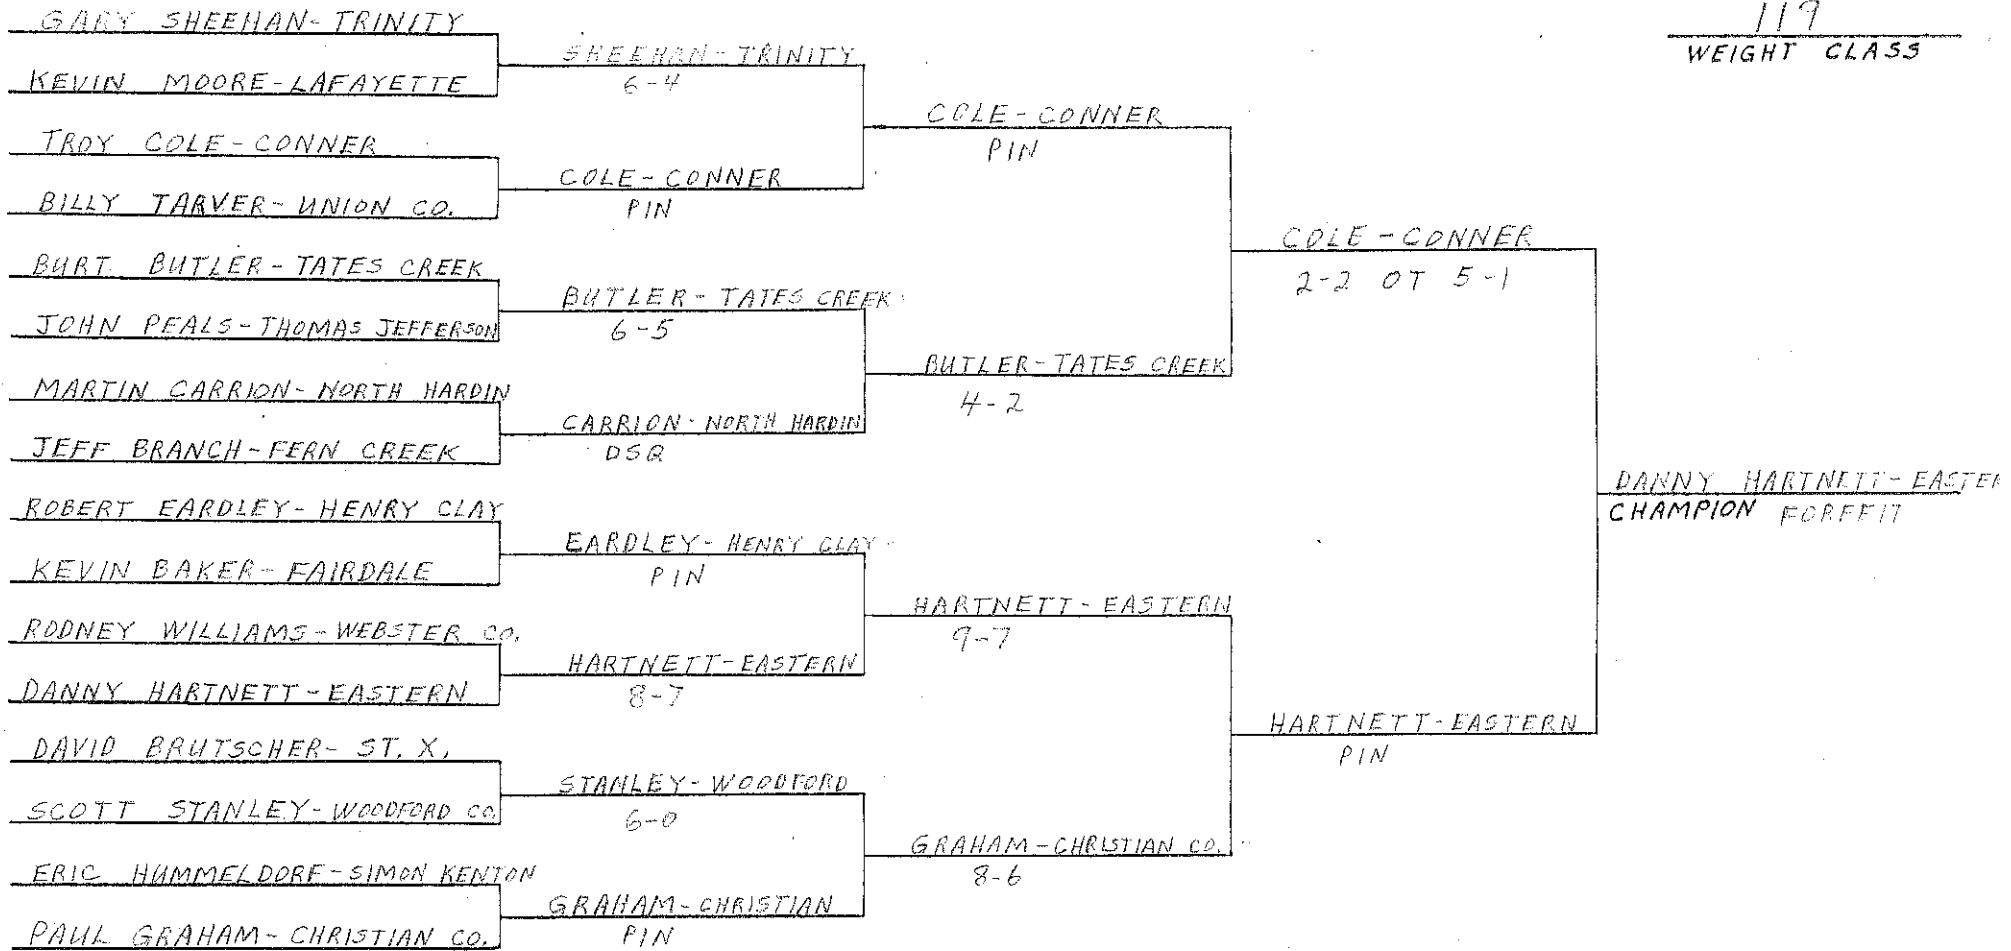 119
WEIGHT CLASS
GARY SHEEHAN-TRINITY
KEVIN MOORE-LAFAYETTE
TROY COLE-CONNER
BILLY TARVER-UNION CO.
BURT BUTLER-TATES CREEK
JOHN PEALS-THOMAS JEFFERSON
MARTIN CARRION-NORTH HARDIN
JEFF BRANCH-FERN CREEK
ROBERT EARDLEY-HENRY CLAY
KEVIN BAKER-FAIRDALE
RODNEY WILLIAMS-WEBSTER CO.
DANNY HARTNETT-EASTERN
DAVID BRUTSCHER-ST. X.
SCOTT STANLEY-WOODFORD CO.
ERIC HUMMELDORF-SIMON KENTON
PAUL GRAHAM-CHRISTIAN CO.
SHEEHAN-TRINITY
6-4
COLE-CONNER
PIN
BUTLER-TATES CREEK
6-5
CARRION-NORTH HARDIN
DSQ
EARDLEY-HENRY CLAY
PIN
HARTNETT-EASTERN
8-7
STANLEY-WOODFORD
6-0
GRAHAM-CHRISTIAN
PIN
COLE-CONNER
PIN
BUTLER-TATES CREEK
4-2
HARTNETT-EASTERN
9-7
GRAHAM-CHRISTIAN CO.
8-6
COLE-CONNER
2-2 OT 5-1
HARTNETT-EASTERN
PIN
DANNY HARTNETT-EASTER
CHAMPION FORFEIT